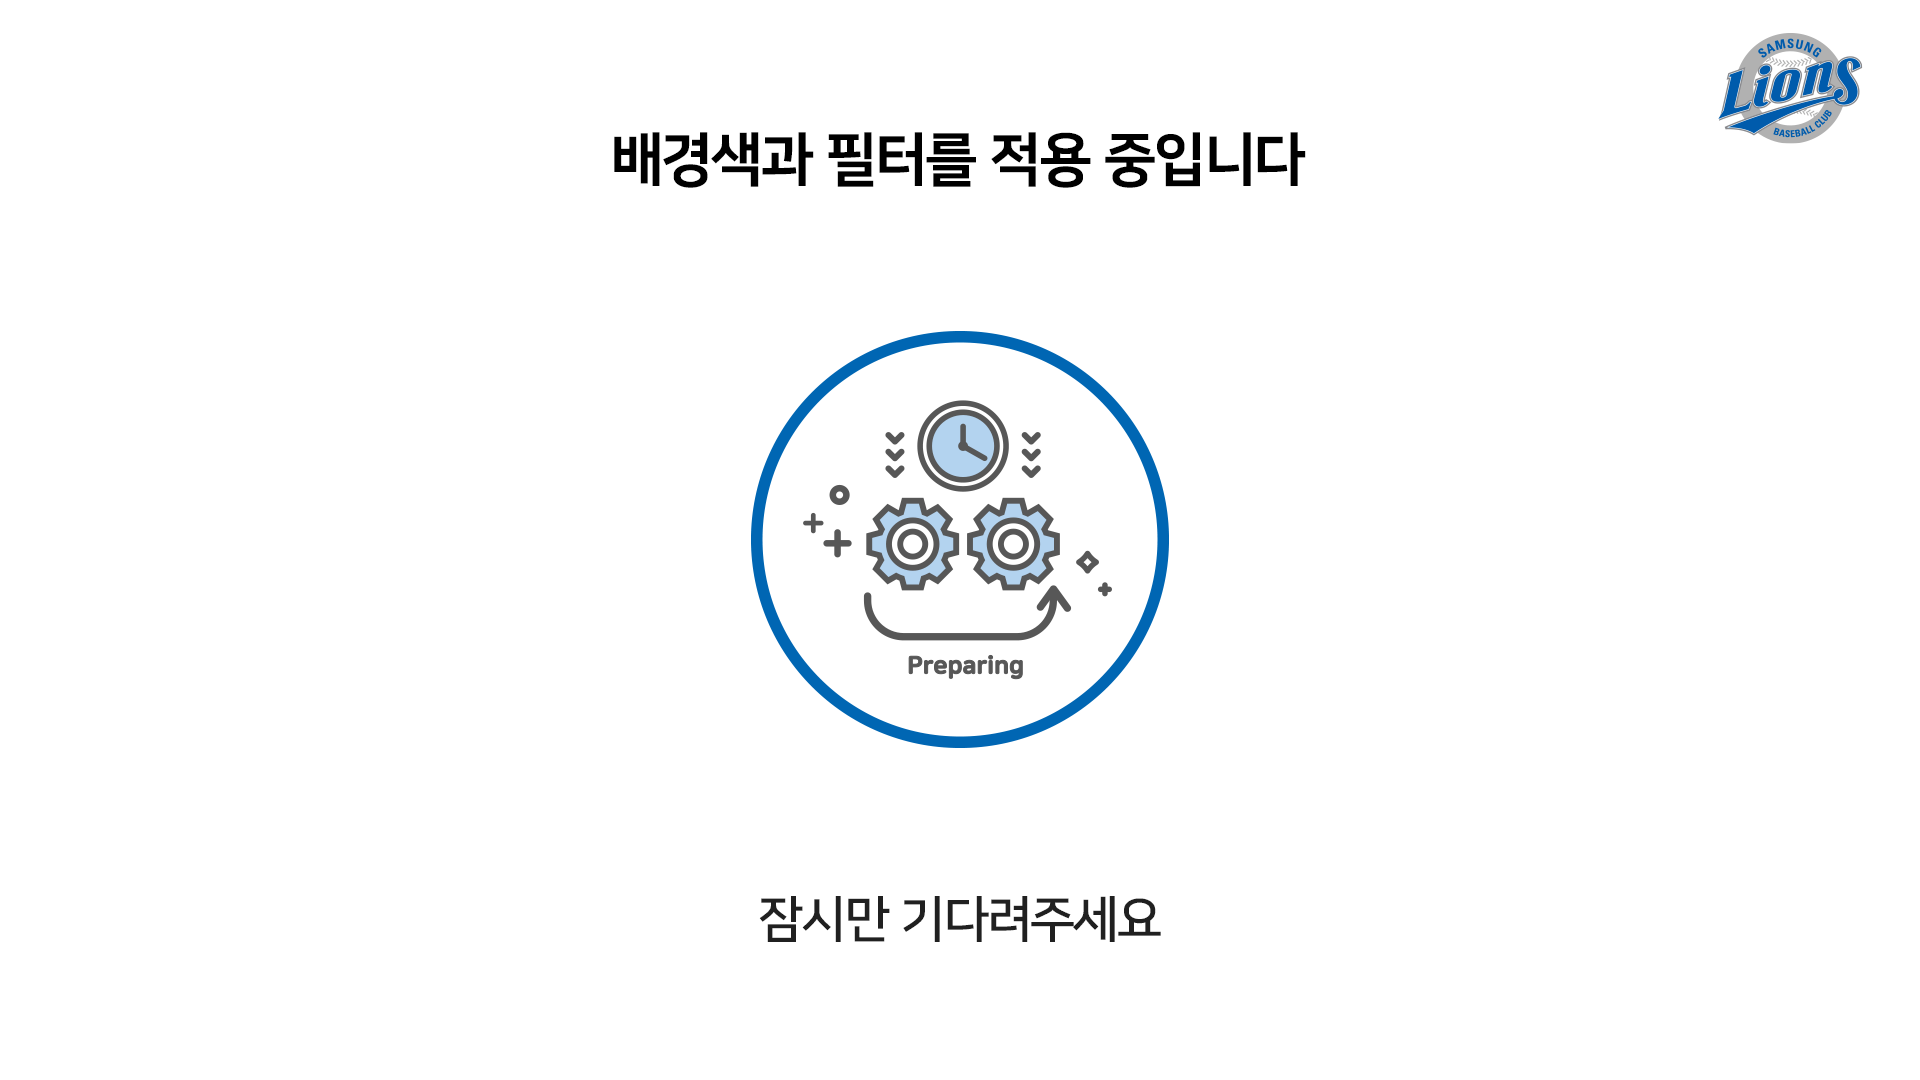 SAMSUNG
Lions
BASEBALL CLUB
배경색과 필터를 적용 중입니다
Preparing
잠시만 기다려주세요